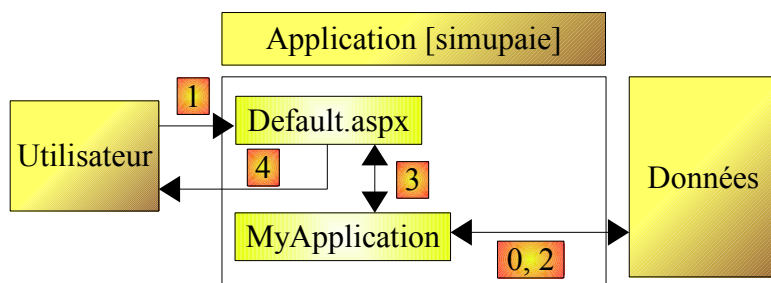 Application [simupaie]
1
Default.aspx
Utilisateur
4
3
Données
MyApplication
0, 2